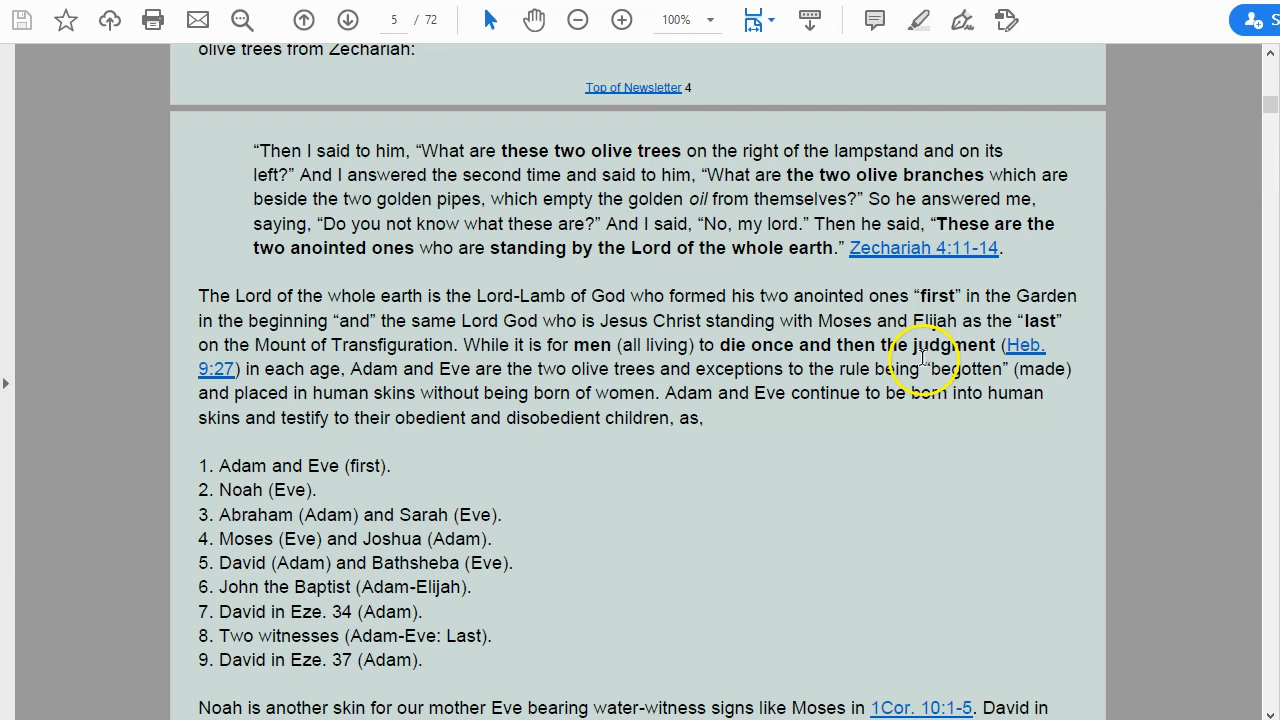 5 / 72
100%
S
olive trees from Zechariah:
Top of Newsletter 4
“Then I said to him, “What are these two olive trees on the right of the lampstand and on its
left?” And I answered the second time and said to him, “What are the two olive branches which are
beside the two golden pipes, which empty the golden oil from themselves?” So he answered me,
saying, “Do you not know what these are?” And I said, “No, my lord.” Then he said, “These are the
two anointed ones who are standing by the Lord of the whole earth.” Zechariah 4:11-14.
The Lord of the whole earth is the Lord-Lamb of God who formed his two anointed ones “first” in the Garden
in the beginning “and” the same Lord God who is Jesus Christ standing with Moses and Elijah as the “last”
on the Mount of Transfiguration. While it is for men (all living) to die once and then the judgment (Heb.
9:27) in each age, Adam and Eve are the two olive trees and exceptions to the rule being “begotten” (made)
and placed in human skins without being born of women. Adam and Eve continue to be born into human
skins and testify to their obedient and disobedient children, as,
1. Adam and Eve (first).
2. Noah (Eve).
3. Abraham (Adam) and Sarah (Eve).
4. Moses (Eve) and Joshua (Adam).
5. David (Adam) and Bathsheba (Eve).
6. John the Baptist (Adam-Elijah).
7. David in Eze. 34 (Adam).
8. Two witnesses (Adam-Eve: Last).
9. David in Eze. 37 (Adam).
Noah is another skin for our mother Eve bearing water-witness signs like Moses in 1Cor. 10:1-5. David in